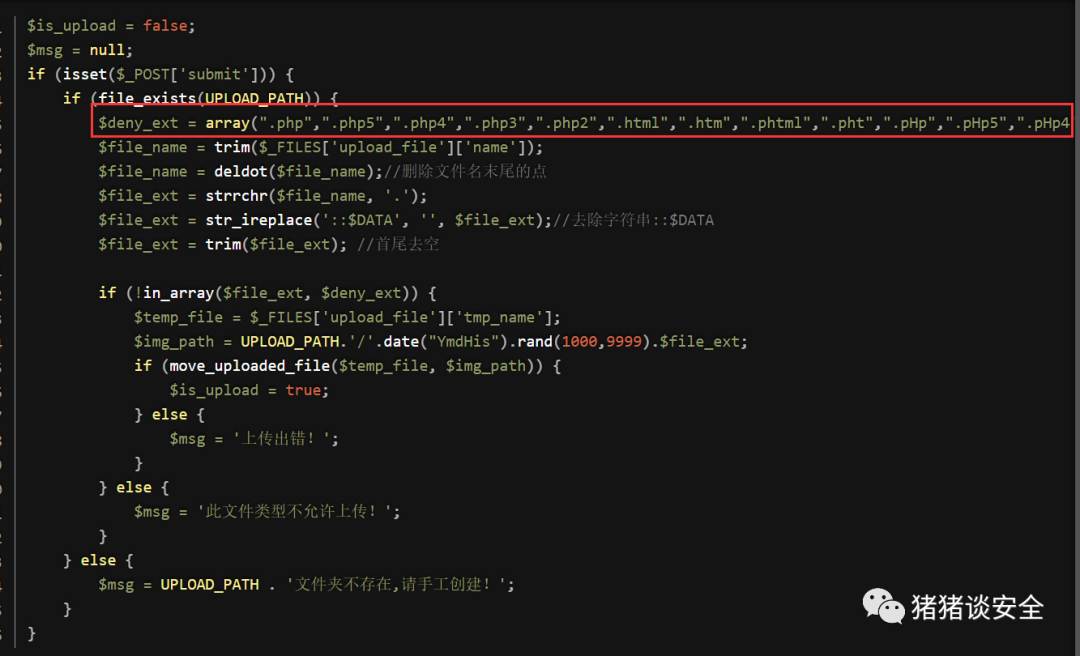 $is_upload = false;
$msg = null;
if (isset($_POST['submit'])) {
    if (file_exists(UPLOAD_PATH)) {
        $deny_ext = array(".php",".php5",".php4",".php3",".php2",".html",".htm",".phtml",".pht",".pHp",".pHp5",".pHp4
        $file_name = trim($_FILES['upload_file']['name']);
        $file_name = deldot($file_name);//删除文件名末尾的点
        $file_ext = strrchr($file_name, '.');
        $file_ext = str_ireplace('::$DATA', '', $file_ext);//去除字符串::$DATA
        $file_ext = trim($file_ext); //首尾去空
        if (!in_array($file_ext, $deny_ext)) {
            $temp_file = $_FILES['upload_file']['tmp_name'];
            $img_path = UPLOAD_PATH.'/'.date("YmdHis").rand(1000,9999).$file_ext;
            if (move_uploaded_file($temp_file, $img_path)) {
                $is_upload = true;
            } else {
                $msg = '上传出错！';
            }
        } else {
            $msg = '此文件类型不允许上传！';
        }
    } else {
        $msg = UPLOAD_PATH . '文件夹不存在,请手工创建！';
    }
}
猪猪谈安全